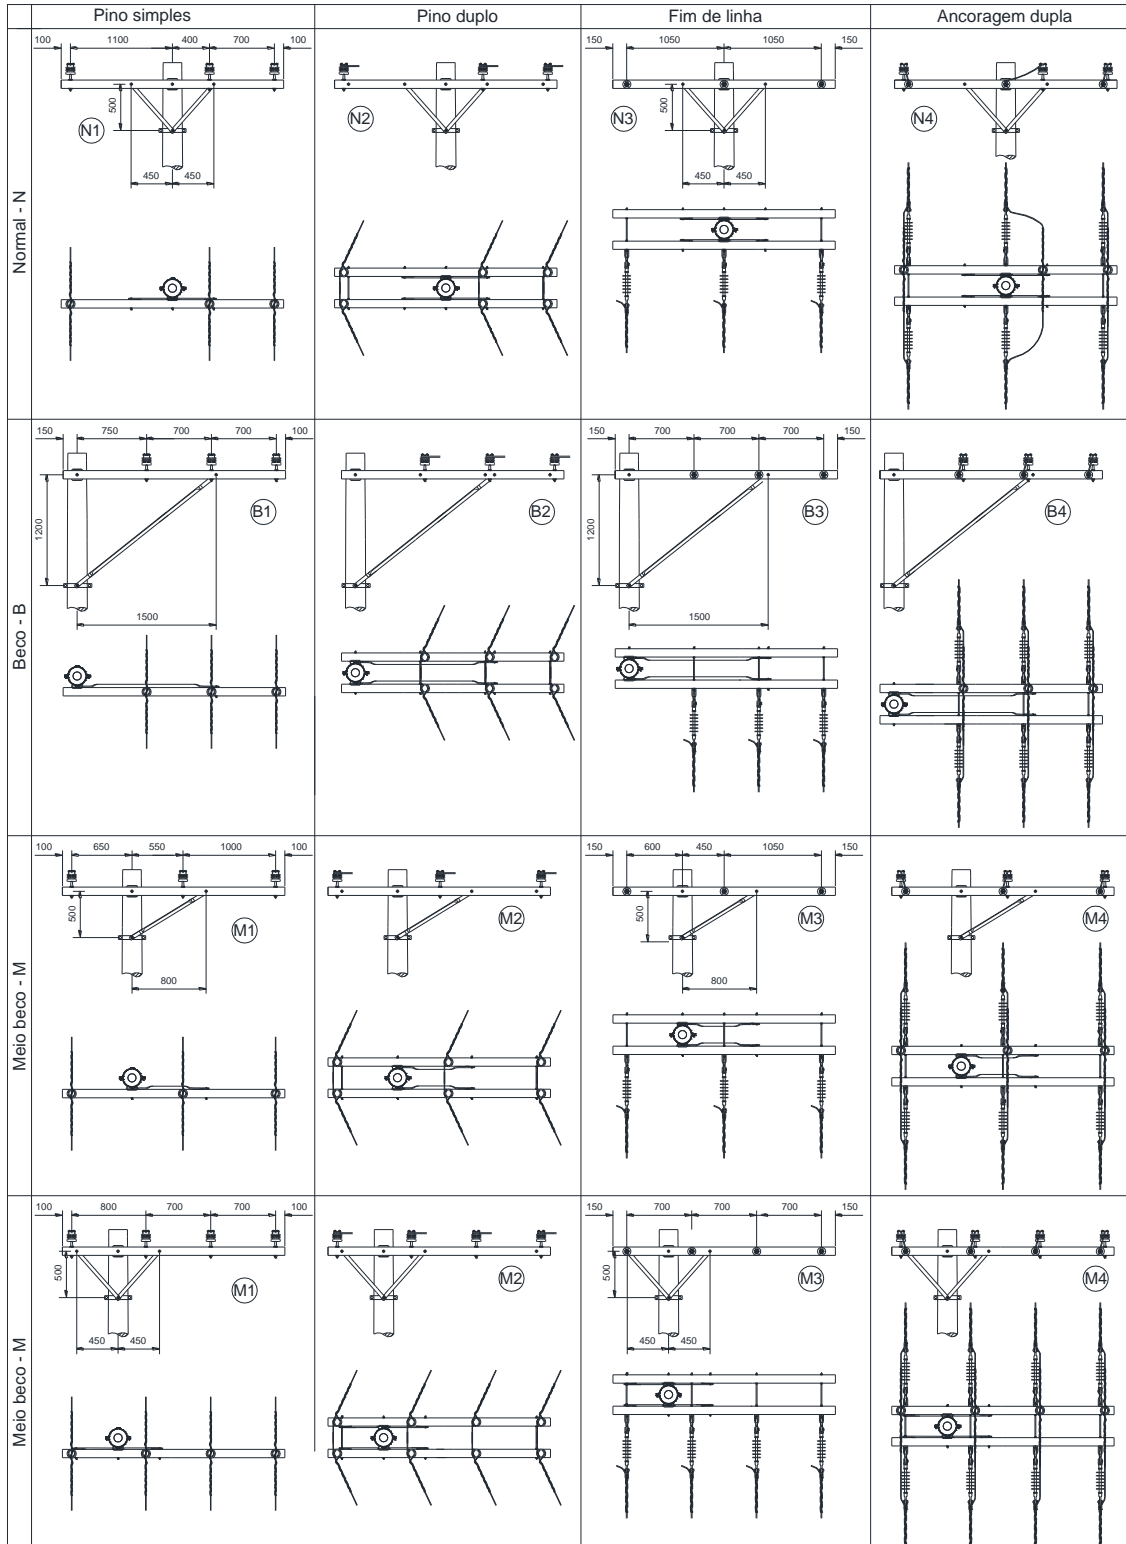 Pino simples
Pino duplo
Fim de linha
Ancoragem dupla
Normal - N
100 1100 400 700 100
500
N1
450 450
N2
150 1050 1050 150
500
N3
450 450
N4
Beco - B
150 750 700 700 100
1200
B1
1500
B2
150 700 700 700 150
1200
B3
1500
B4
Meio beco - M
100 650 550 1000 100
500
M1
800
M2
150 600 450 1050 150
500
M3
800
M4
Meio beco - M
100 800 700 700 100
500
M1
450 450
M2
150 700 700 700 150
500
M3
450 450
M4